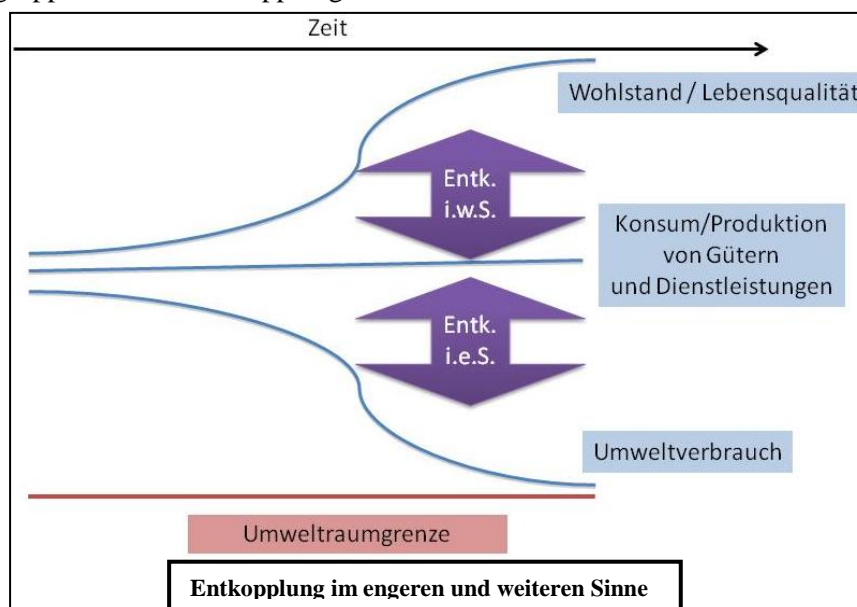 Zeit
Wohlstand / Lebensqualität
Entk.
i.w.S.
Konsum/Produktion
von Gütern
und Dienstleistungen
Entk.
i.e.S.
Umweltverbrauch
Umweltraumgrenze
Entkopplung im engeren und weiteren Sinne